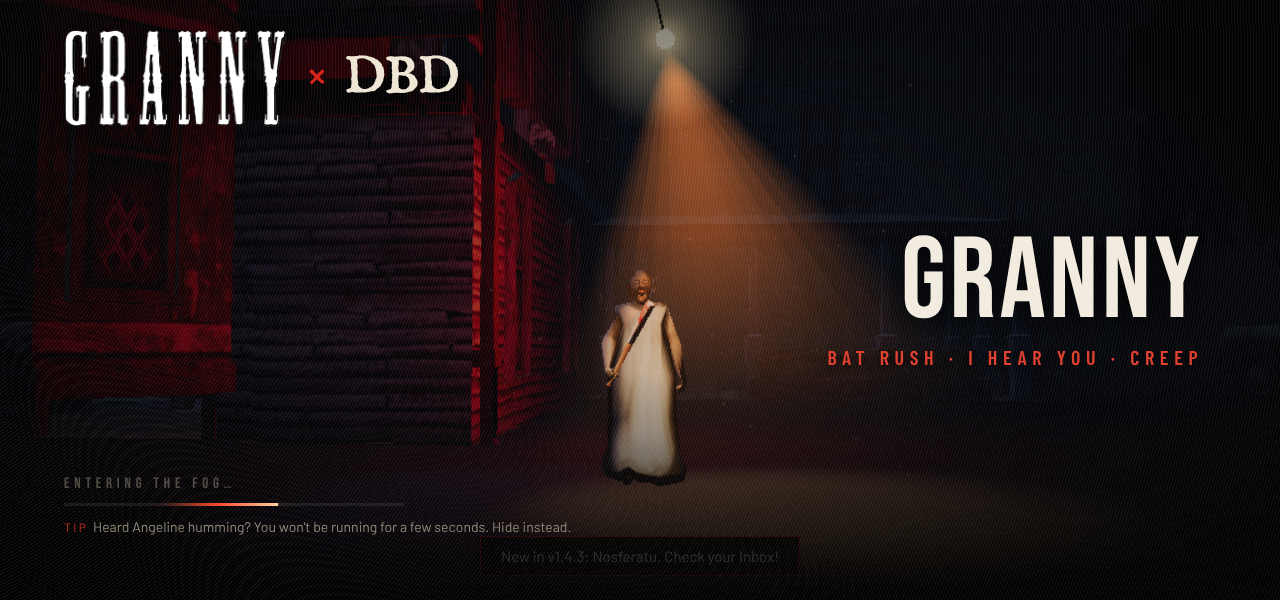 GRANNY × DBD
GRANNY
BAT RUSH · I HEAR YOU · CREEP
ENTERING THE FOG…
TIP Heard Angeline humming? You won't be running for a few seconds. Hide instead.
New in v1.4.3: Nosferatu. Check your Inbox!